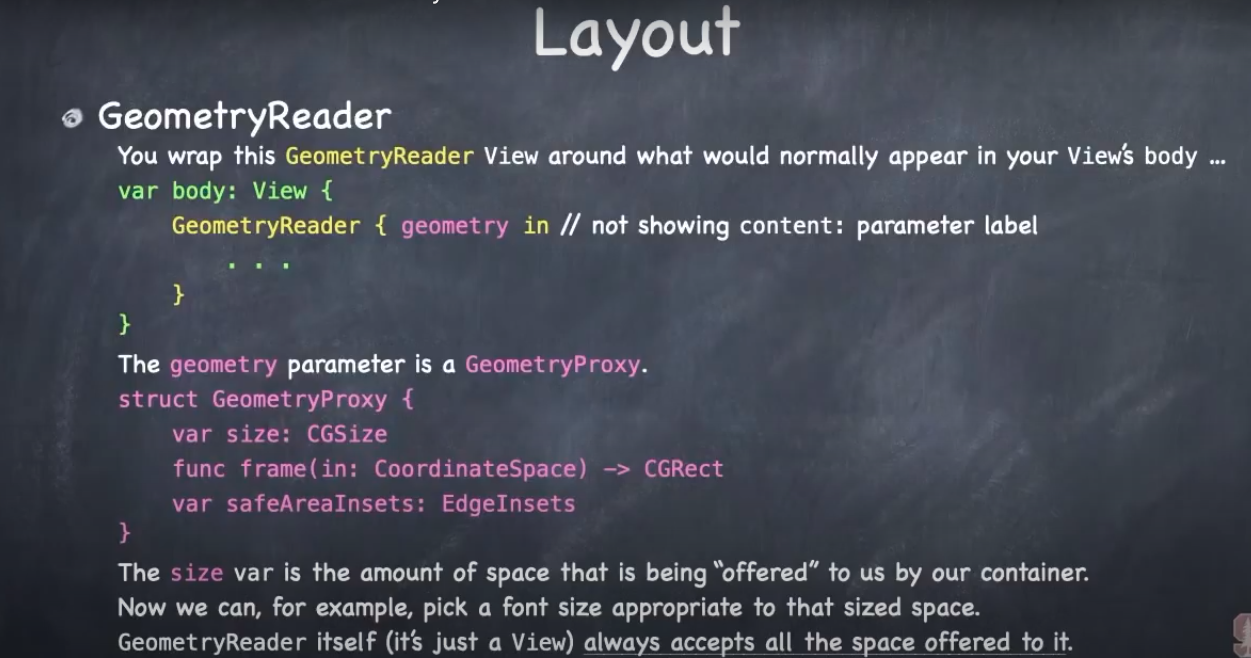 Layout
GeometryReader
You wrap this GeometryReader View around what would normally appear in your View's body ...
var body: View {
GeometryReader { geometry in // not showing content: parameter label
. . .
}
}
The geometry parameter is a GeometryProxy.
struct GeometryProxy {
var size: CGSize
func frame(in: CoordinateSpace) -> CGRect
var safeAreaInsets: EdgeInsets
}
The size var is the amount of space that is being “offered” to us by our container.
Now we can, for example, pick a font size appropriate to that sized space.
GeometryReader itself (it's just a View) always accepts all the space offered to it.